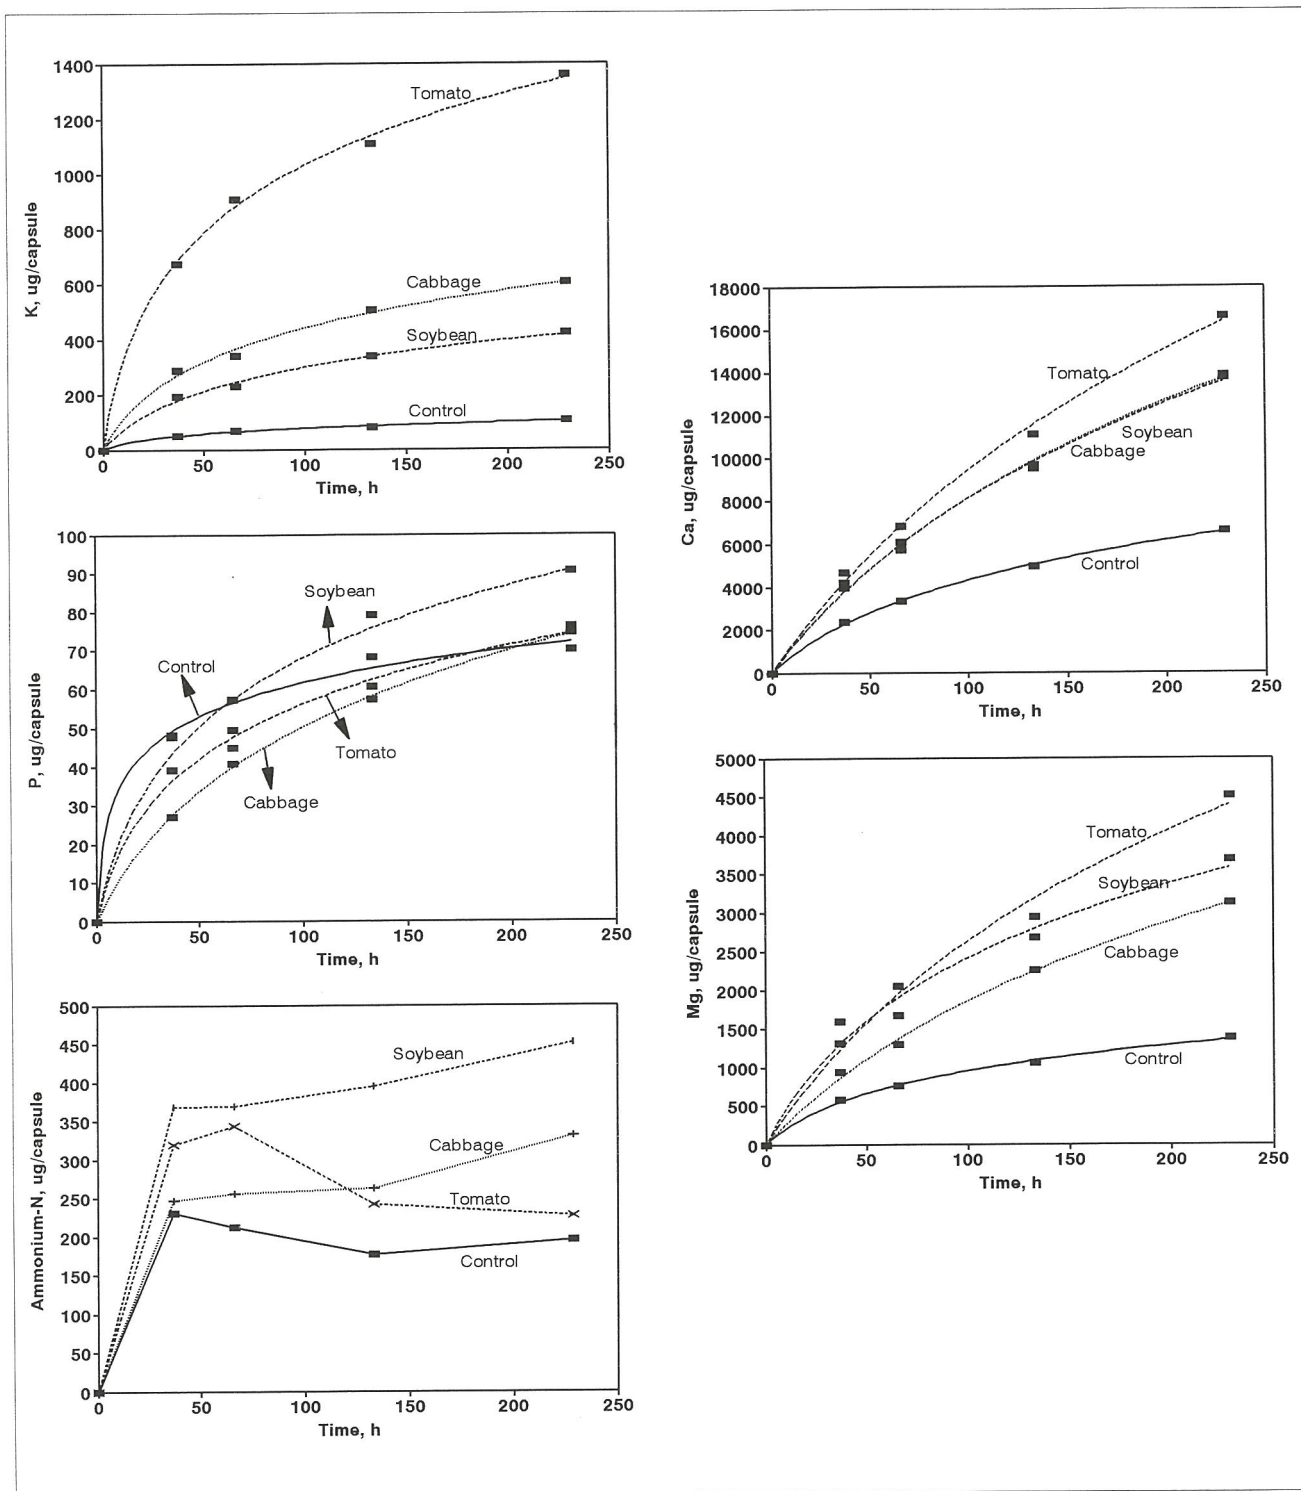 1400
1200
1000
800
600
400
200
0
K, ug/capsule
Tomato
Cabbage
Soybean
Control
0 50 100 150 200 250
Time, h
100
90
80
70
60
50
40
30
20
10
0
P, ug/capsule
Soybean
Control
Tomato
Cabbage
0 50 100 150 200 250
Time, h
500
450
400
350
300
250
200
150
100
50
0
Ammonium-N, ug/capsule
Soybean
Cabbage
Tomato
Control
0 50 100 150 200 250
Time, h
18000
16000
14000
12000
10000
8000
6000
4000
2000
0
Ca, ug/capsule
Tomato
Soybean
Cabbage
Control
0 50 100 150 200 250
Time, h
5000
4500
4000
3500
3000
2500
2000
1500
1000
500
0
Mg, ug/capsule
Tomato
Soybean
Cabbage
Control
0 50 100 150 200 250
Time, h